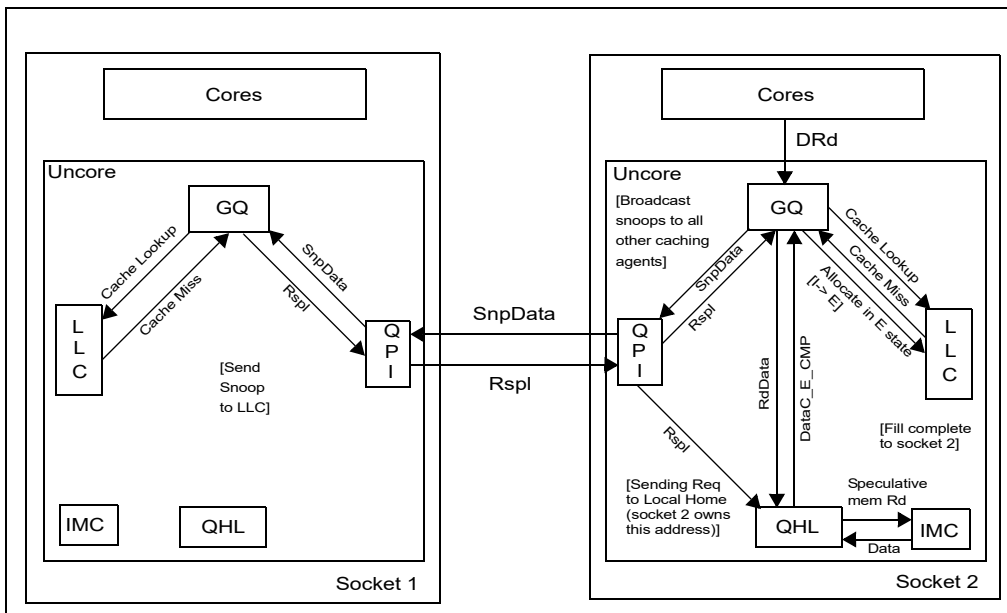 Cores
Uncore
GQ
Cache Lookup
Cache Miss
SnpData
RspI
L
L
C
Q
P
I
[Send
Snoop
to LLC]
IMC
QHL
Socket 1
SnpData
RspI
Cores
DRd
Uncore
[Broadcast
snoops to all
other caching
agents]
GQ
Cache Lookup
Cache Miss
Allocate in E state
[I-> E]
SnpData
RspI
Q
P
I
L
L
C
RdData
DataC_E_CMP
RspI
[Fill complete
to socket 2]
[Sending Req
to Local Home
(socket 2 owns
this address)]
QHL
Speculative
mem Rd
Data
IMC
Socket 2